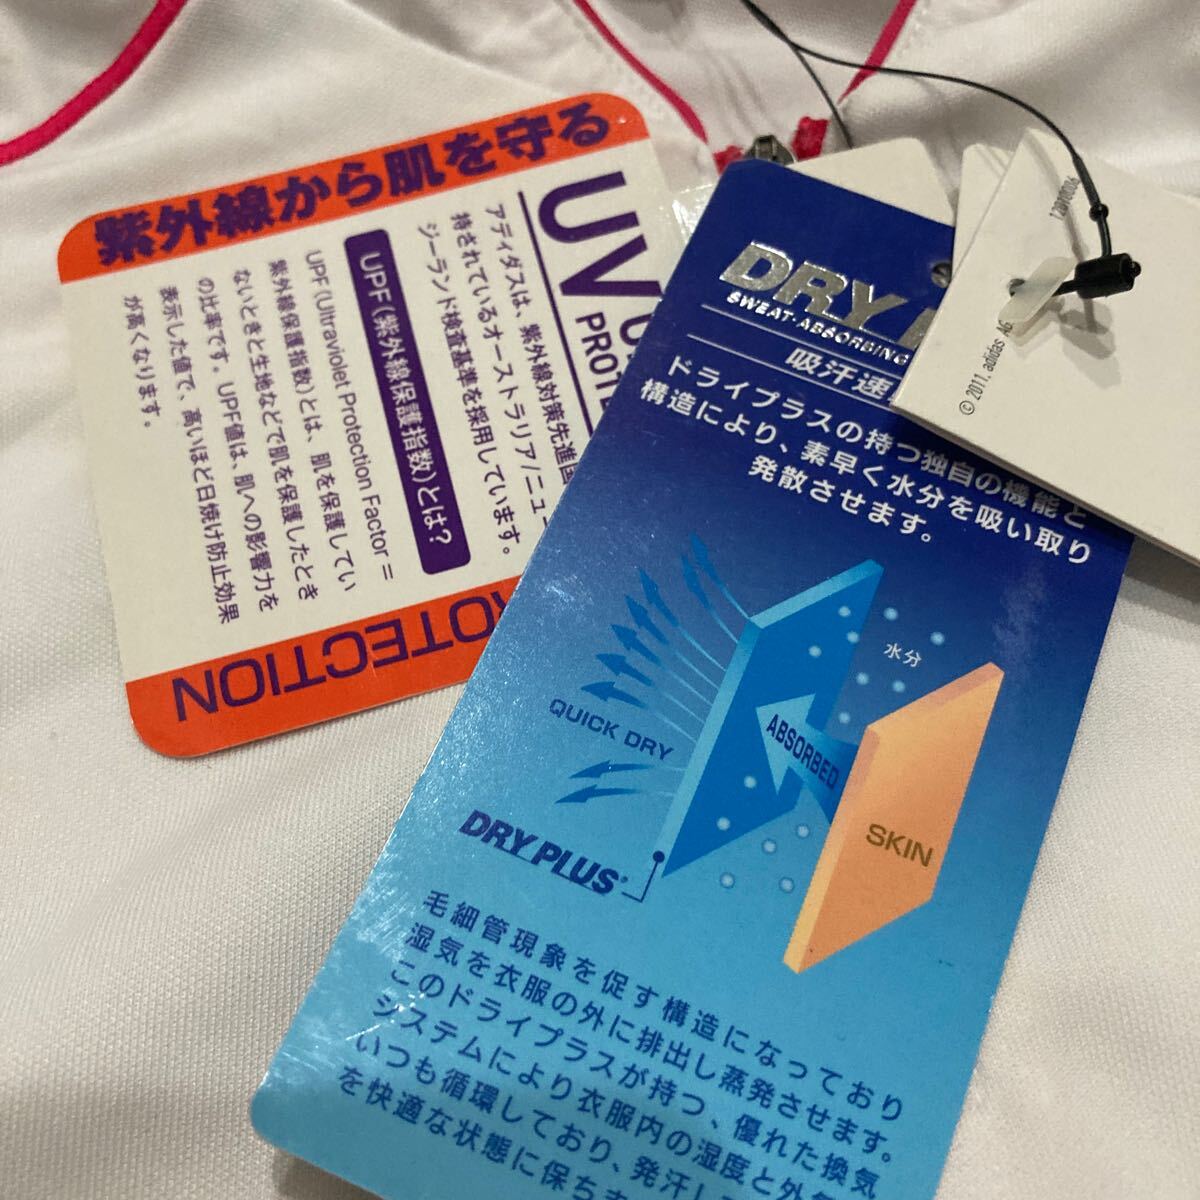 紫外線から肌を守る
UV
アディダスは、紫外線対策先進国
持されているオーストラリア/ニュー
ジーランド検査基準を採用しています。
UPF(紫外線保護指数)とは?
UPF(Ultraviolet Protection Factor =
紫外線保護指数)とは、肌を保護してい
ないときと生地などで肌を保護したとき
の比率です。UPF値は、肌への影響力を
表示した値で、高いほど日焼け防止効果
が高くなります。
DRY
SWEAT-ABSORBING
吸汗速
ドライプラスの持つ独自の機能と
構造により、素早く水分を吸い取り
発散させます。
水分
QUICK DRY
ABSORBED
SKIN
DRY PLUS
毛細管現象を促す構造になっており
湿気を衣服の外に排出し蒸発させます。
このドライプラスが持つ、優れた換気
システムにより衣服内の湿度と外気
いつも循環しており、発汗し
を快適な状態に保ち
© 2011. adidas AG